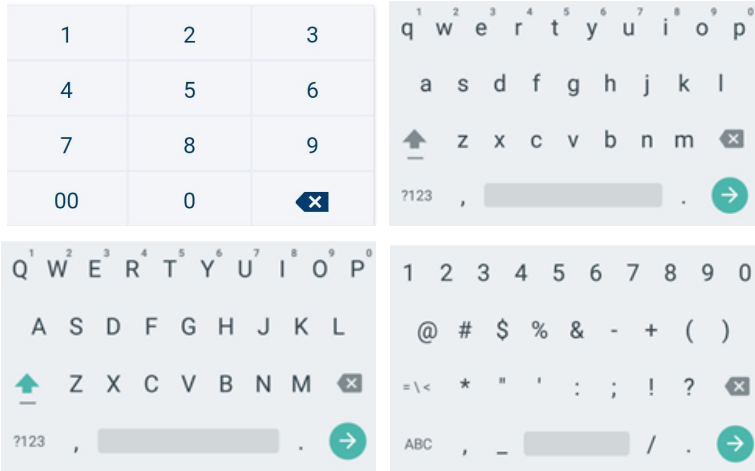 1 2 3
4 5 6
7 8 9
00 0
1 2 3 4 5 6 7 8 9 0
q w e r t y u i o p
a s d f g h j k l
z x c v b n m
?123 , .
1 2 3 4 5 6 7 8 9 0
Q W E R T Y U I O P
A S D F G H J K L
Z X C V B N M
?123 , .
1 2 3 4 5 6 7 8 9 0
@ # $ % & - + ( )
=\< * " ' : ; ! ?
ABC , _ / .